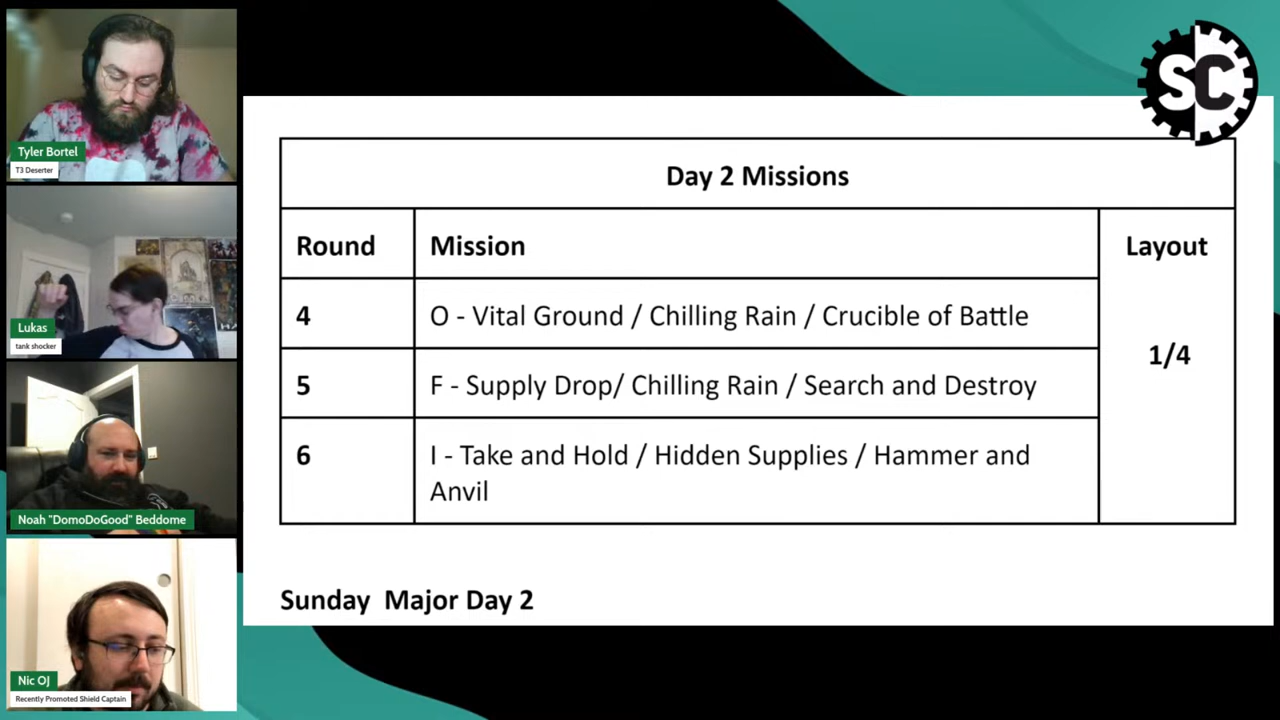 Tyler Bortel
T3 Deserter
Lukas
tank shocker
Noah "DomoDoGood" Beddome
Nic OJ
Recently Promoted Shield Captain
SC
Day 2 Missions
Round Mission Layout
4 O - Vital Ground / Chilling Rain / Crucible of Battle
1/4
5 F - Supply Drop/ Chilling Rain / Search and Destroy
6 I - Take and Hold / Hidden Supplies / Hammer and
Anvil
Sunday Major Day 2